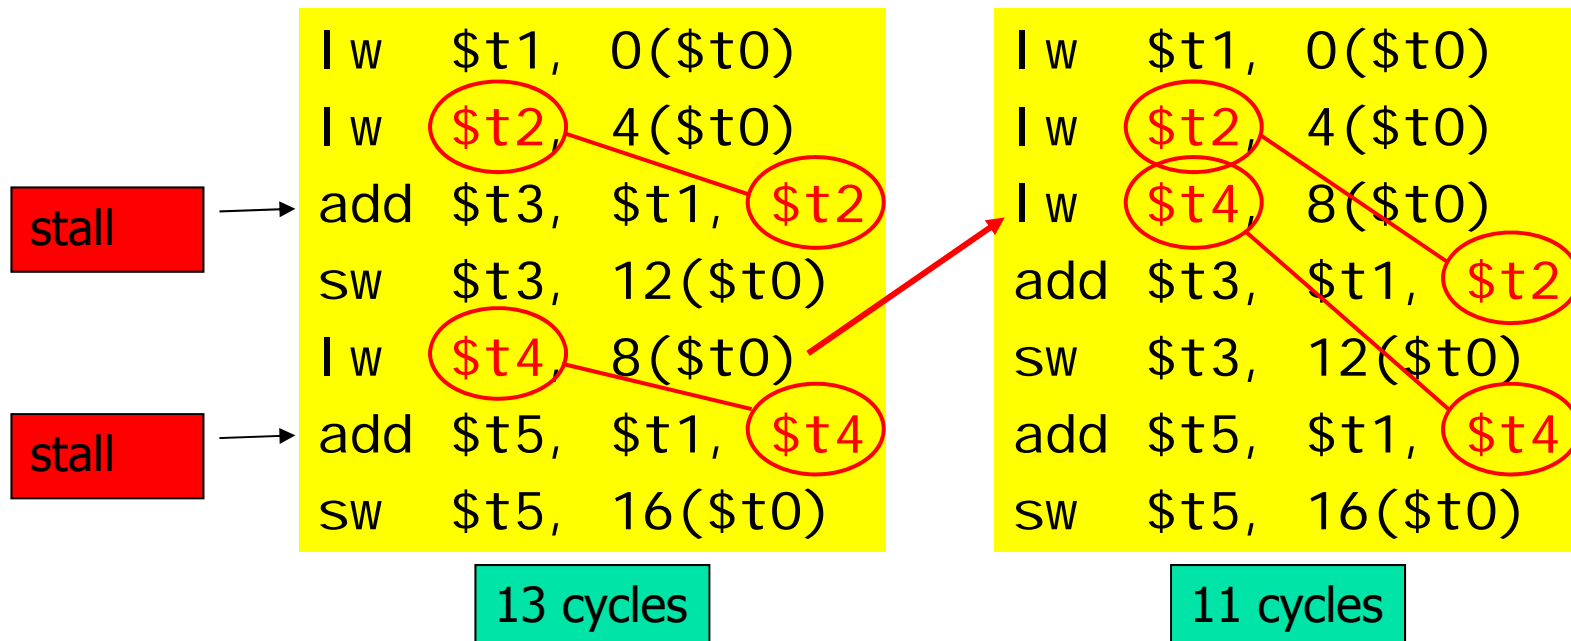 lw $t1, 0($t0)
lw $t2, 4($t0)
stall
add $t3, $t1, $t2
sw $t3, 12($t0)
lw $t4, 8($t0)
stall
add $t5, $t1, $t4
sw $t5, 16($t0)
13 cycles
lw $t1, 0($t0)
lw $t2, 4($t0)
lw $t4, 8($t0)
add $t3, $t1, $t2
sw $t3, 12($t0)
add $t5, $t1, $t4
sw $t5, 16($t0)
11 cycles